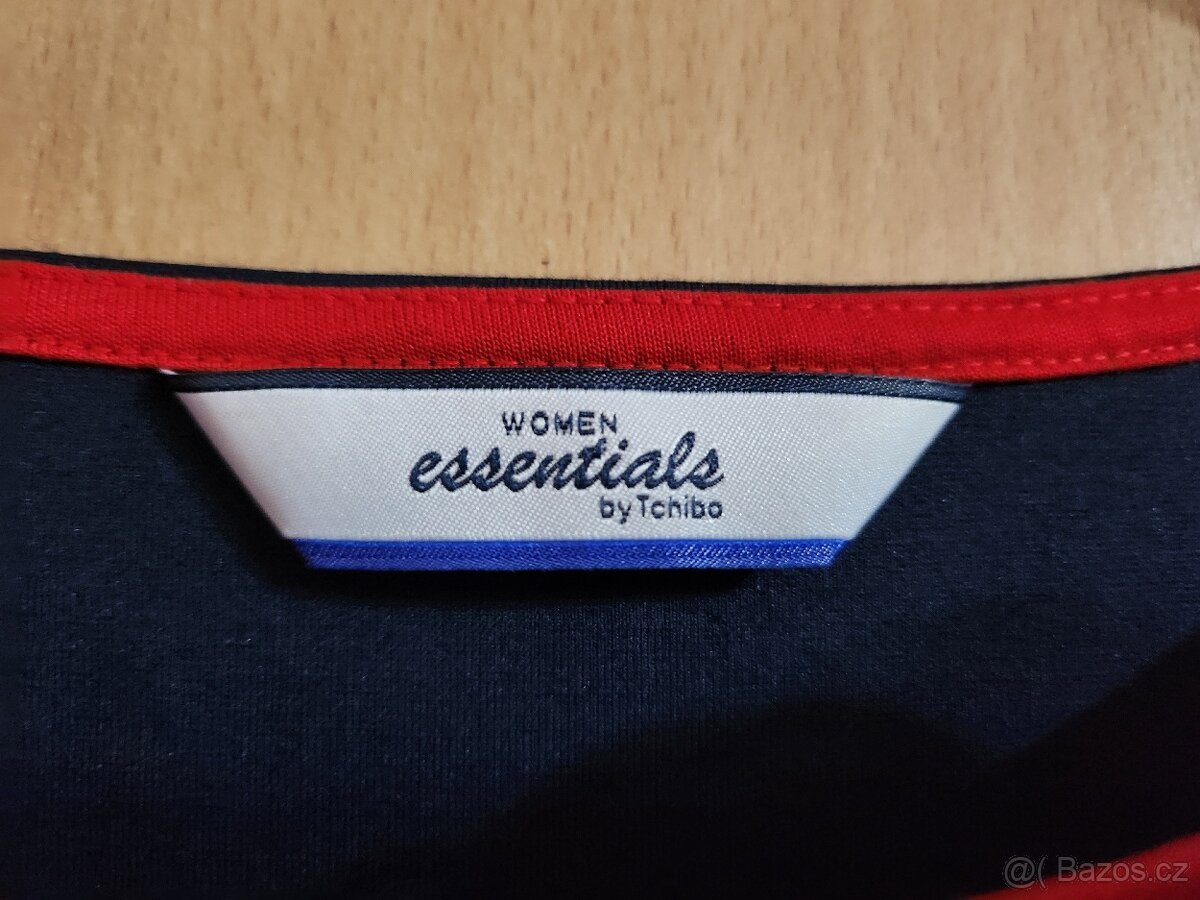 WOMEN
essentials
by Tchibo
@( Bazos.cz